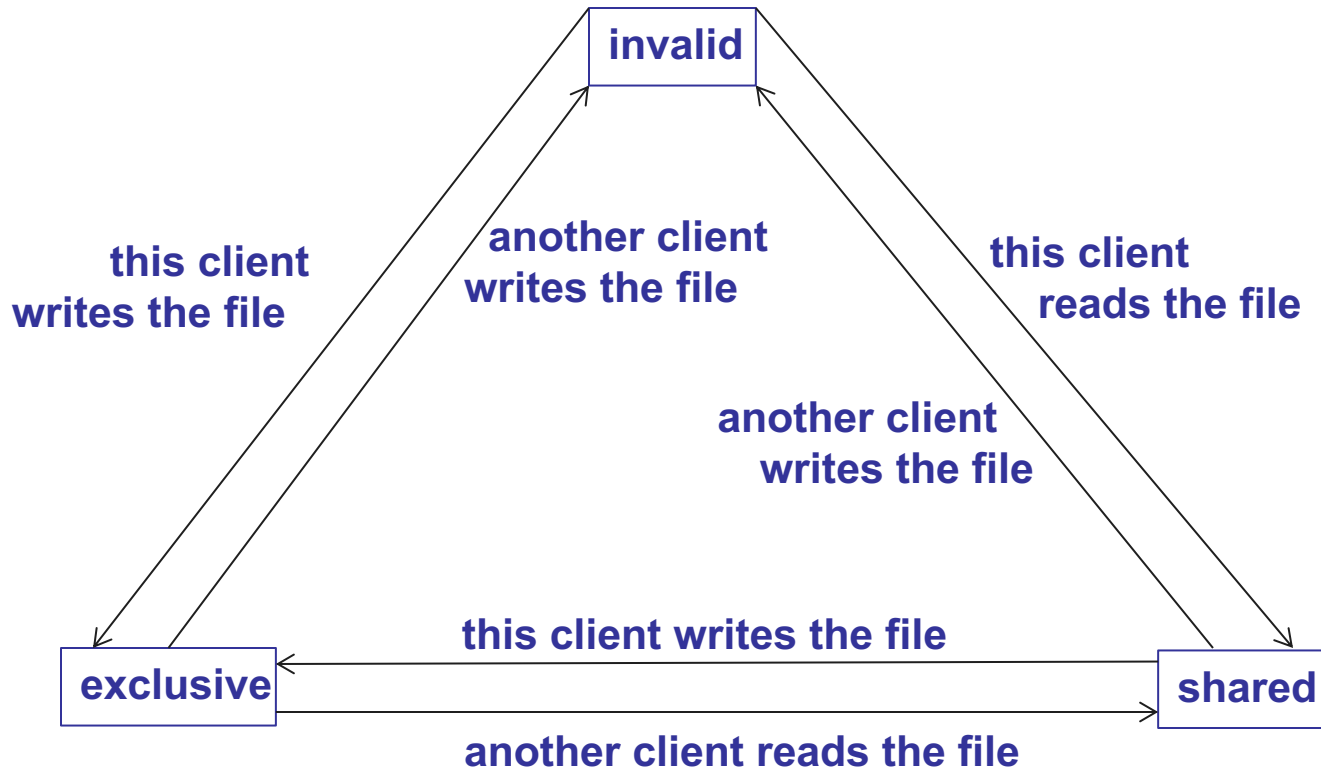 invalid
this client
writes the file
another client
writes the file
this client
reads the file
another client
writes the file
this client writes the file
exclusive
shared
another client reads the file